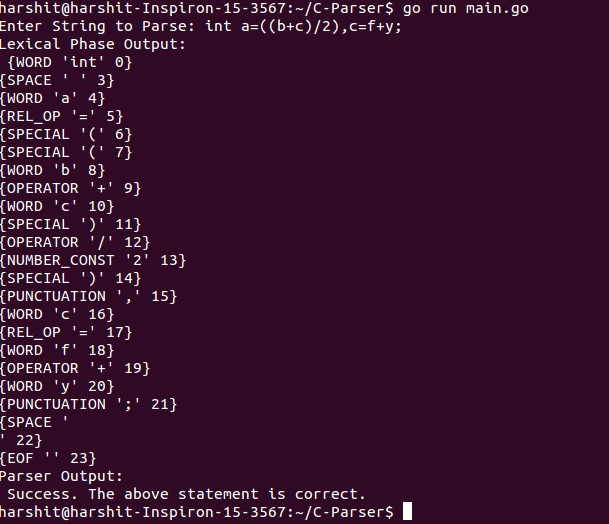 harshit@harshit-Inspiron-15-3567:~/C-Parser$ go run main.go
Enter String to Parse: int a=((b+c)/2),c=f+y;
Lexical Phase Output:
 {WORD 'int' 0}
{SPACE ' ' 3}
{WORD 'a' 4}
{REL_OP '=' 5}
{SPECIAL '(' 6}
{SPECIAL '(' 7}
{WORD 'b' 8}
{OPERATOR '+' 9}
{WORD 'c' 10}
{SPECIAL ')' 11}
{OPERATOR '/' 12}
{NUMBER_CONST '2' 13}
{SPECIAL ')' 14}
{PUNCTUATION ',' 15}
{WORD 'c' 16}
{REL_OP '=' 17}
{WORD 'f' 18}
{OPERATOR '+' 19}
{WORD 'y' 20}
{PUNCTUATION ';' 21}
{SPACE '
' 22}
{EOF '' 23}
Parser Output:
 Success. The above statement is correct.
harshit@harshit-Inspiron-15-3567:~/C-Parser$